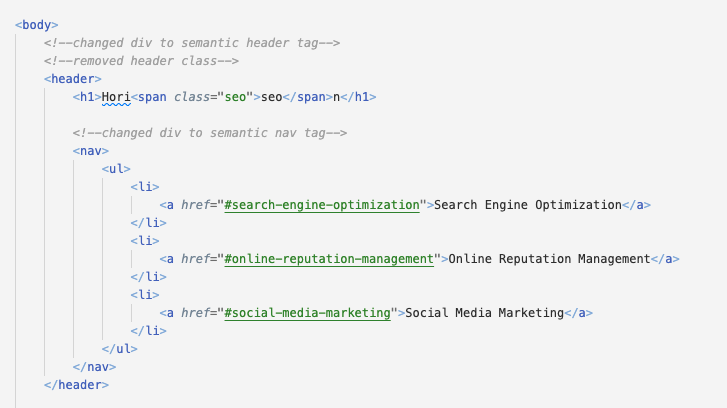 <body>
<!--changed div to semantic header tag-->
<!--removed header class-->
<header>
<h1>Hori<span class="seo">seo</span>n</h1>
<!--changed div to semantic nav tag-->
<nav>
<ul>
<li>
<a href="#search-engine-optimization">Search Engine Optimization</a>
</li>
<li>
<a href="#online-reputation-management">Online Reputation Management</a>
</li>
<li>
<a href="#social-media-marketing">Social Media Marketing</a>
</li>
</ul>
</nav>
</header>